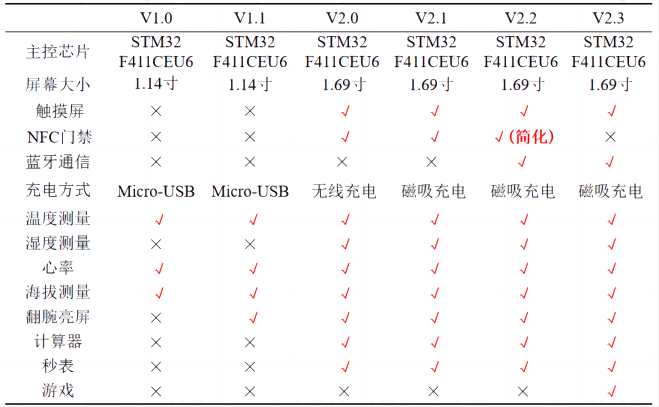 V1.0 V1.1 V2.0 V2.1 V2.2 V2.3
主控芯片 STM32 F411CEU6 STM32 F411CEU6 STM32 F411CEU6 STM32 F411CEU6 STM32 F411CEU6 STM32 F411CEU6
屏幕大小 1.14寸 1.14寸 1.69寸 1.69寸 1.69寸 1.69寸
触摸屏 × × √ √ √ √
NFC门禁 × × √ √ √(简化) ×
蓝牙通信 × × × × √ √
充电方式 Micro-USB Micro-USB 无线充电 磁吸充电 磁吸充电 磁吸充电
温度测量 √ √ √ √ √ √
湿度测量 × × √ √ √ √
心率 √ √ √ √ √ √
海拔测量 √ √ √ √ √ √
翻腕亮屏 × √ √ √ √ √
计算器 × × √ √ √ √
秒表 × × √ √ √ √
游戏 × × × × × √